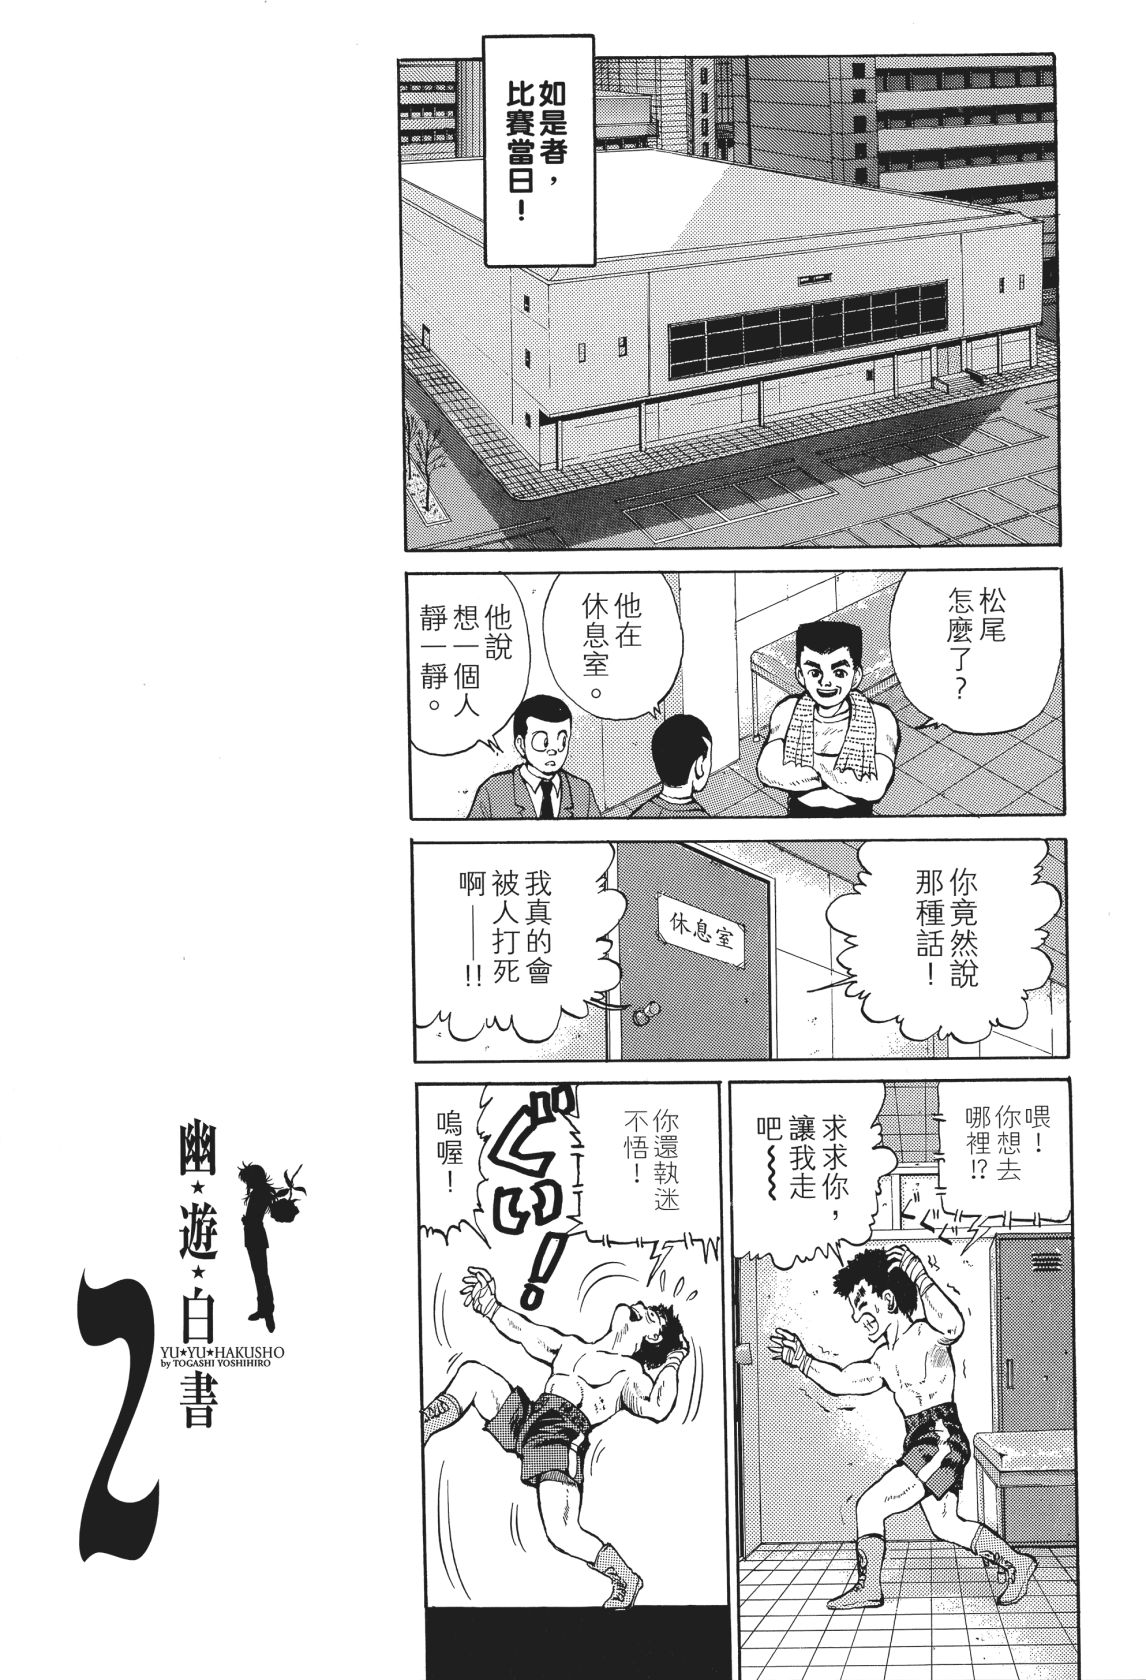 如是者，
比賽當日！
松尾
怎麼了？
他在
休息室。
他說
想一個人
靜一靜。
你竟然說
那種話！
休息室
我真的會
被人打死
啊——!!
喂！
你想去
哪裡!?
求求你，
讓我走
吧～～
你還執迷
不悟！
ぐいっ!
嗚喔！
幽★遊★白★書
YU★YU★HAKUSHO
by TOGASHI YOSHIHIRO
2